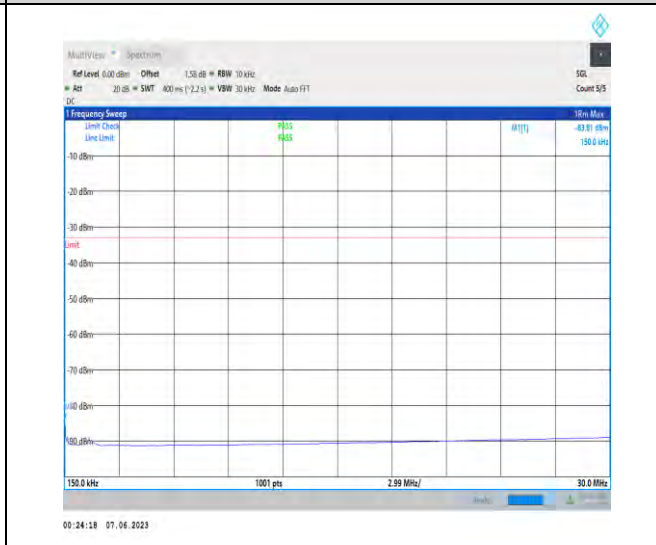 MultiView Spectrum
Ref Level 0.00 dBm Offset 1.58 dB RBW 10 kHz SGL
Att 20 dB SWT 400 ms (~2.2 s) VBW 30 kHz Mode Auto FFT Count 5/5
DC
1 Frequency Sweep 1Rm Max
Limit Check PASS M1[1] -83.81 dBm
Line Limit PASS 150.0 kHz
-10 dBm
-20 dBm
-30 dBm
Limit
-40 dBm
-50 dBm
-60 dBm
-70 dBm
-80 dBm
-90 dBm
150.0 kHz 1001 pts 2.99 MHz/ 30.0 MHz
00:24:18 07.06.2023